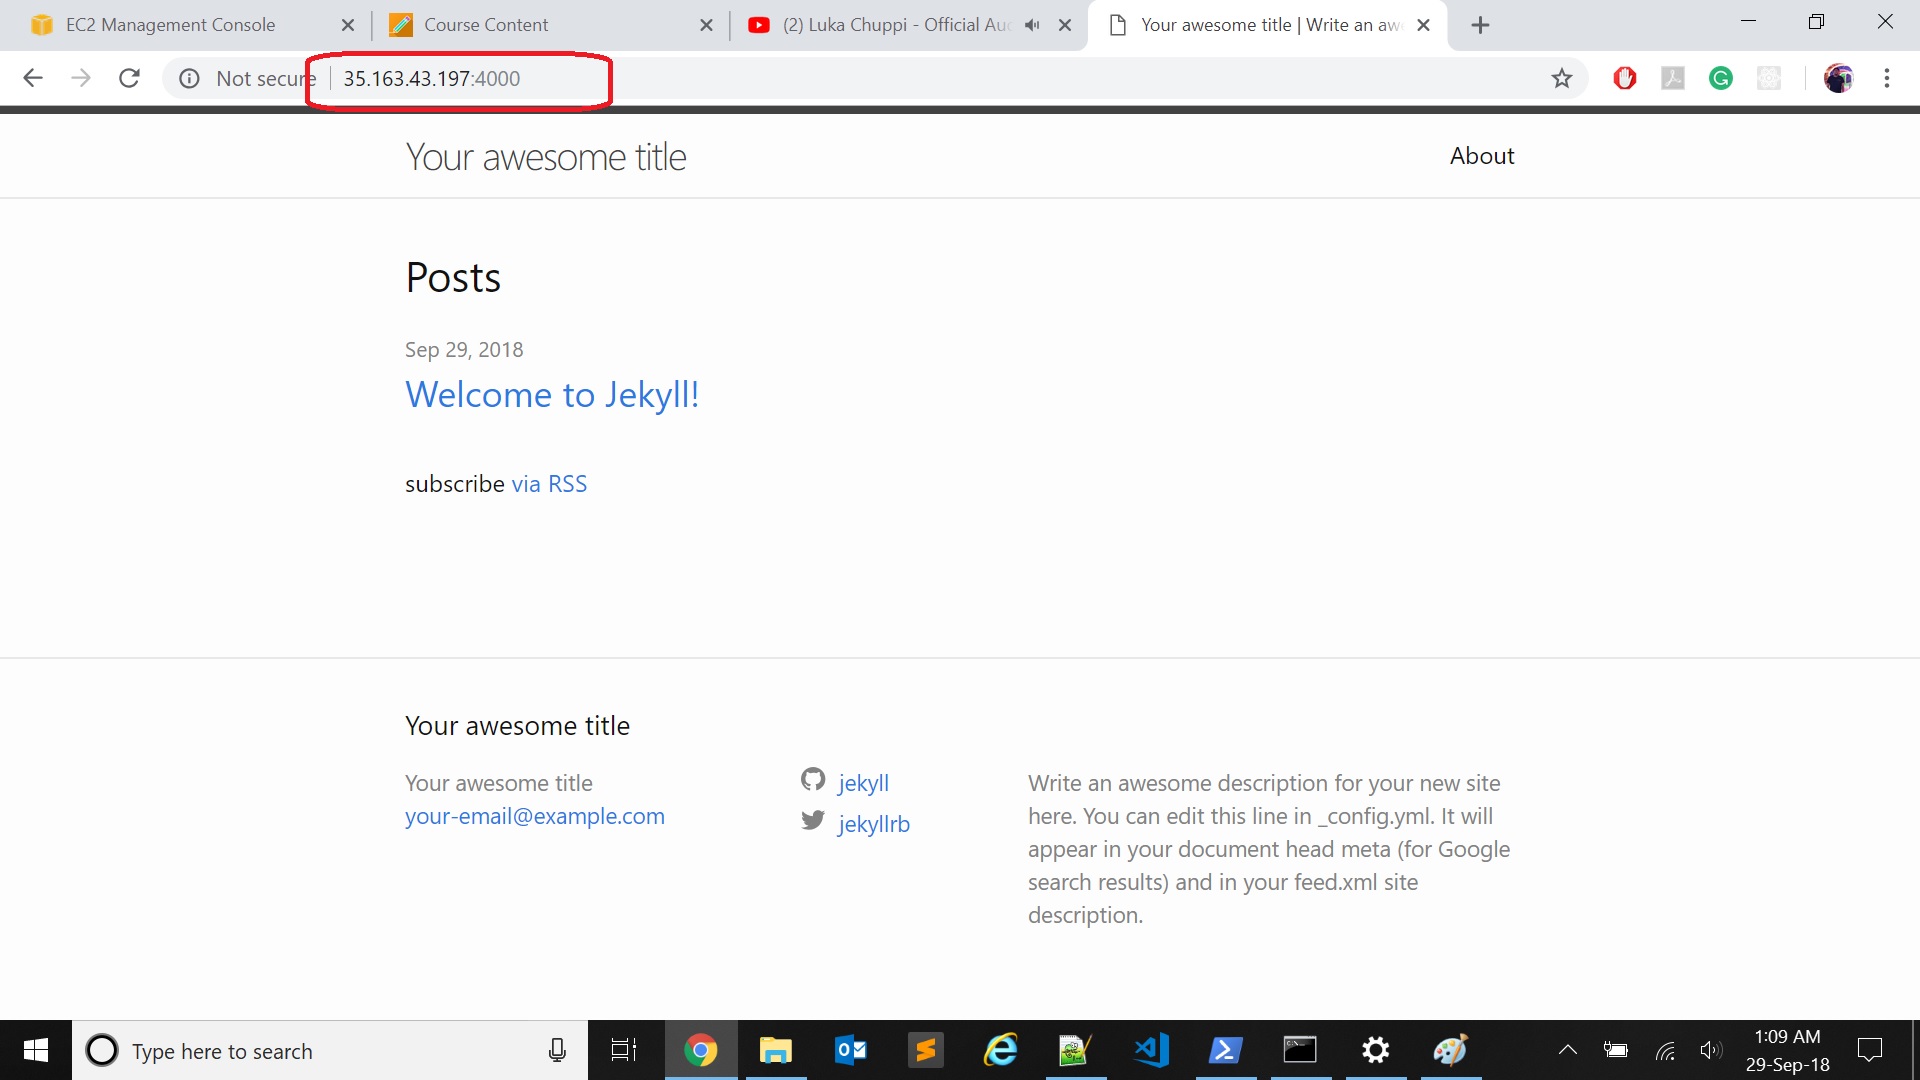 EC2 Management Console
Course Content
(2) Luka Chuppi - Official Au
Your awesome title | Write an aw
Not secure
35.163.43.197:4000
Your awesome title
About
Posts
Sep 29, 2018
Welcome to Jekyll!
subscribe via RSS
Your awesome title
Your awesome title
your-email@example.com
jekyll
jekyllrb
Write an awesome description for your new site
here. You can edit this line in _config.yml. It will
appear in your document head meta (for Google
search results) and in your feed.xml site
description.
Type here to search
1:09 AM
29-Sep-18